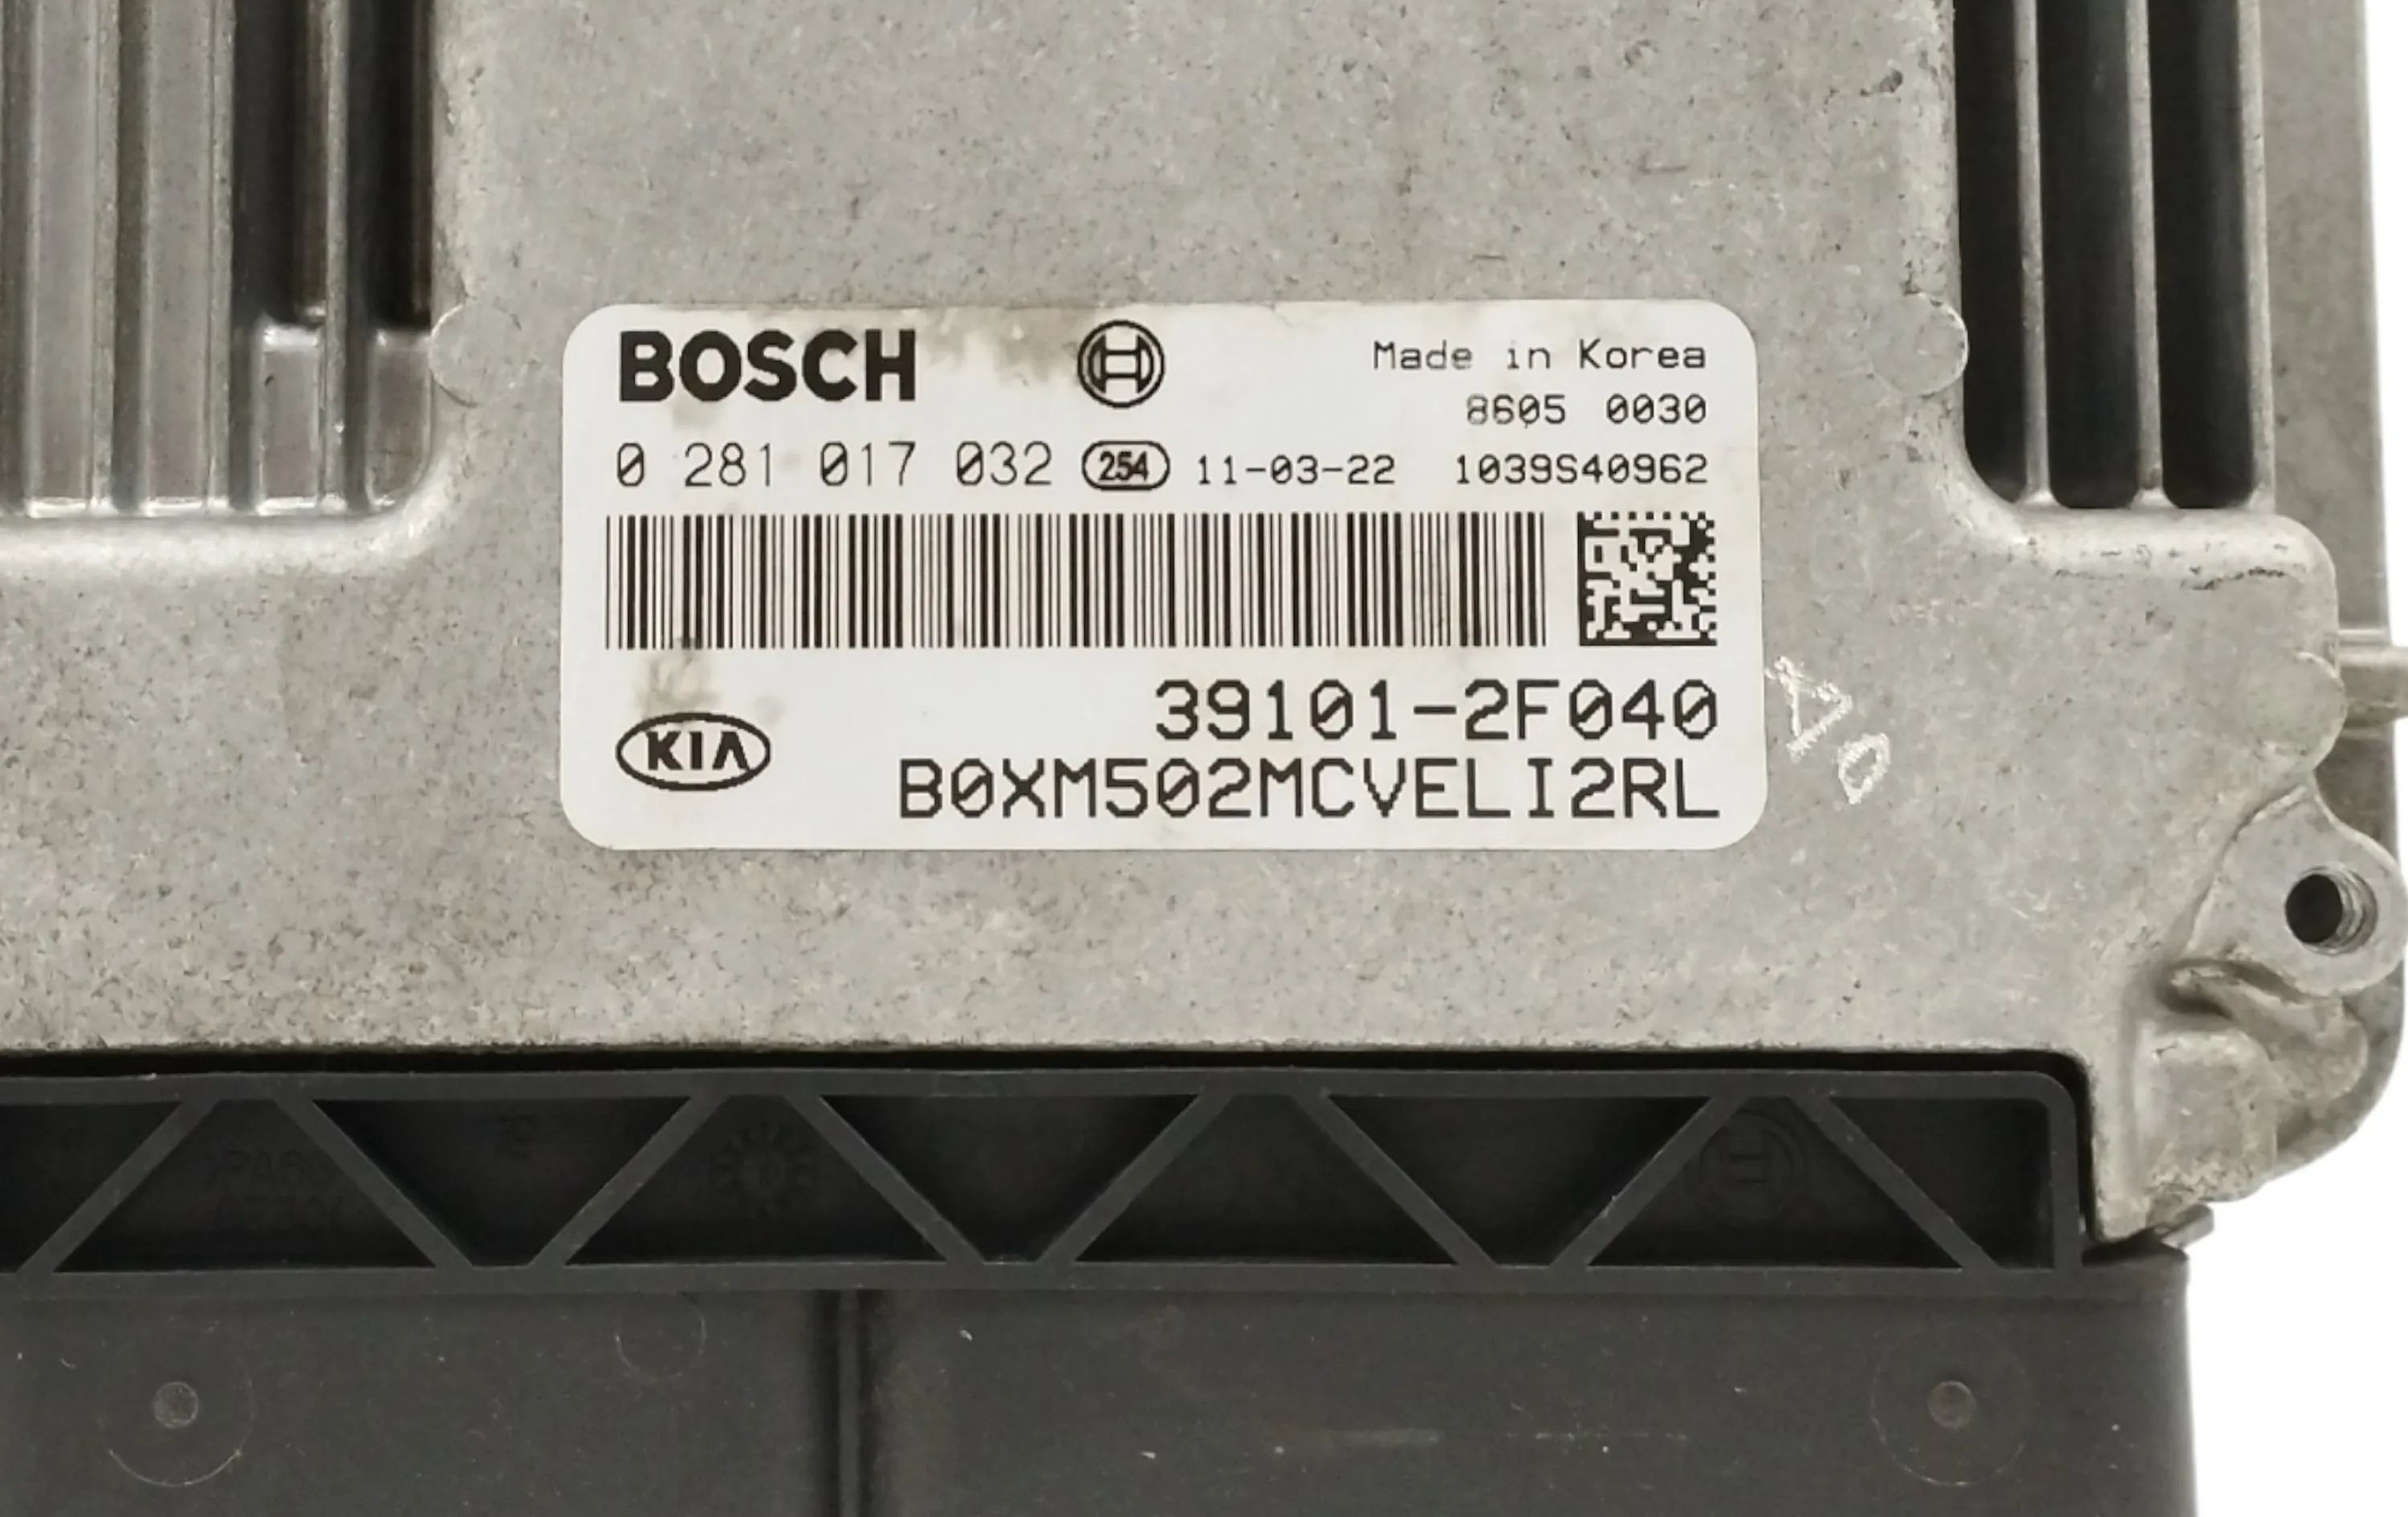 BOSCH
Made in Korea
8605 0030
0 281 017 032 254 11-03-22 1039S40962
39101-2F040
KIA
B0XM502MCVELI2RL